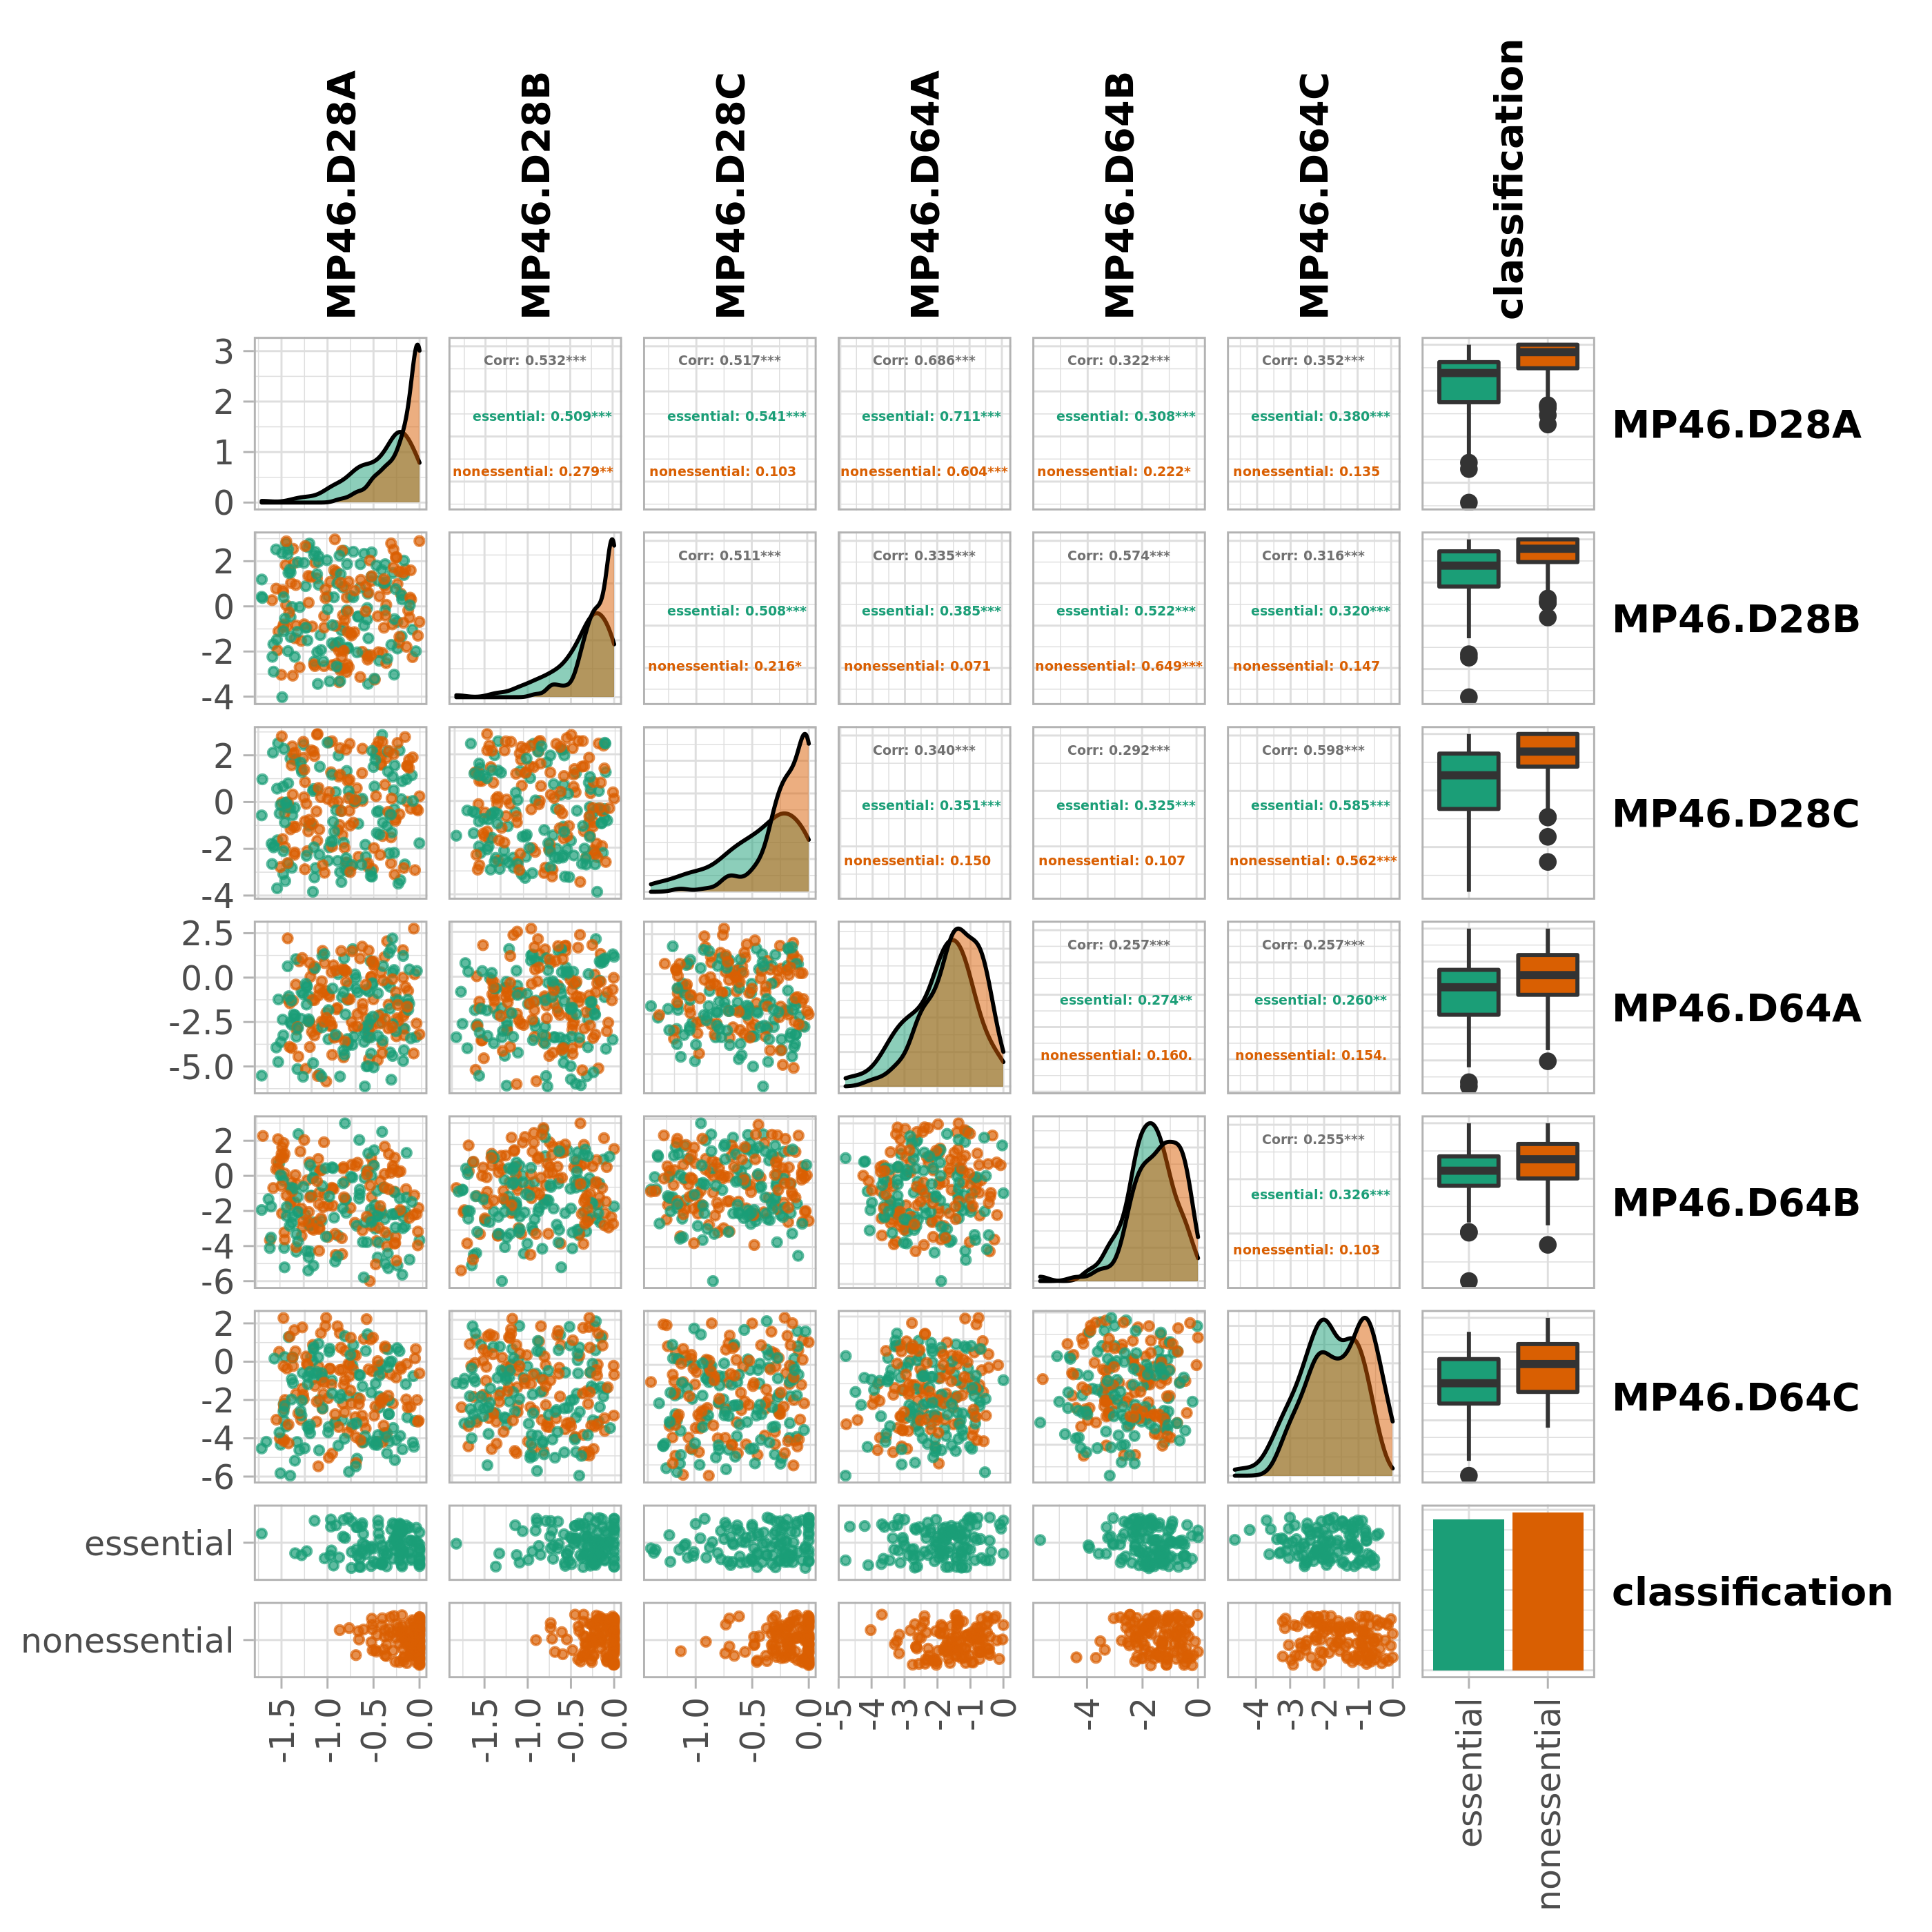 MP46.D28A
MP46.D28B
MP46.D28C
MP46.D64A
MP46.D64B
MP46.D64C
classification
3
2
1
0
Corr: 0.532***
essential: 0.509***
nonessential: 0.279**
Corr: 0.517***
essential: 0.541***
nonessential: 0.103
Corr: 0.686***
essential: 0.711***
nonessential: 0.604***
Corr: 0.322***
essential: 0.308***
nonessential: 0.222*
Corr: 0.352***
essential: 0.380***
nonessential: 0.135
MP46.D28A
2
0
-2
-4
Corr: 0.511***
essential: 0.508***
nonessential: 0.216*
Corr: 0.335***
essential: 0.385***
nonessential: 0.071
Corr: 0.574***
essential: 0.522***
nonessential: 0.649***
Corr: 0.316***
essential: 0.320***
nonessential: 0.147
MP46.D28B
2
0
-2
-4
Corr: 0.340***
essential: 0.351***
nonessential: 0.150
Corr: 0.292***
essential: 0.325***
nonessential: 0.107
Corr: 0.598***
essential: 0.585***
nonessential: 0.562***
MP46.D28C
2.5
0.0
-2.5
-5.0
Corr: 0.257***
essential: 0.274**
nonessential: 0.160.
Corr: 0.257***
essential: 0.260**
nonessential: 0.154.
MP46.D64A
2
0
-2
-4
-6
Corr: 0.255***
essential: 0.326***
nonessential: 0.103
MP46.D64B
2
0
-2
-4
-6
MP46.D64C
essential
nonessential
classification
-1.5
-1.0
-0.5
0.0
-1.5
-1.0
-0.5
0.0
-1.0
-0.5
0.0
-5
-4
-3
-2
-1
0
-4
-2
0
-4
-3
-2
-1
0
essential
nonessential